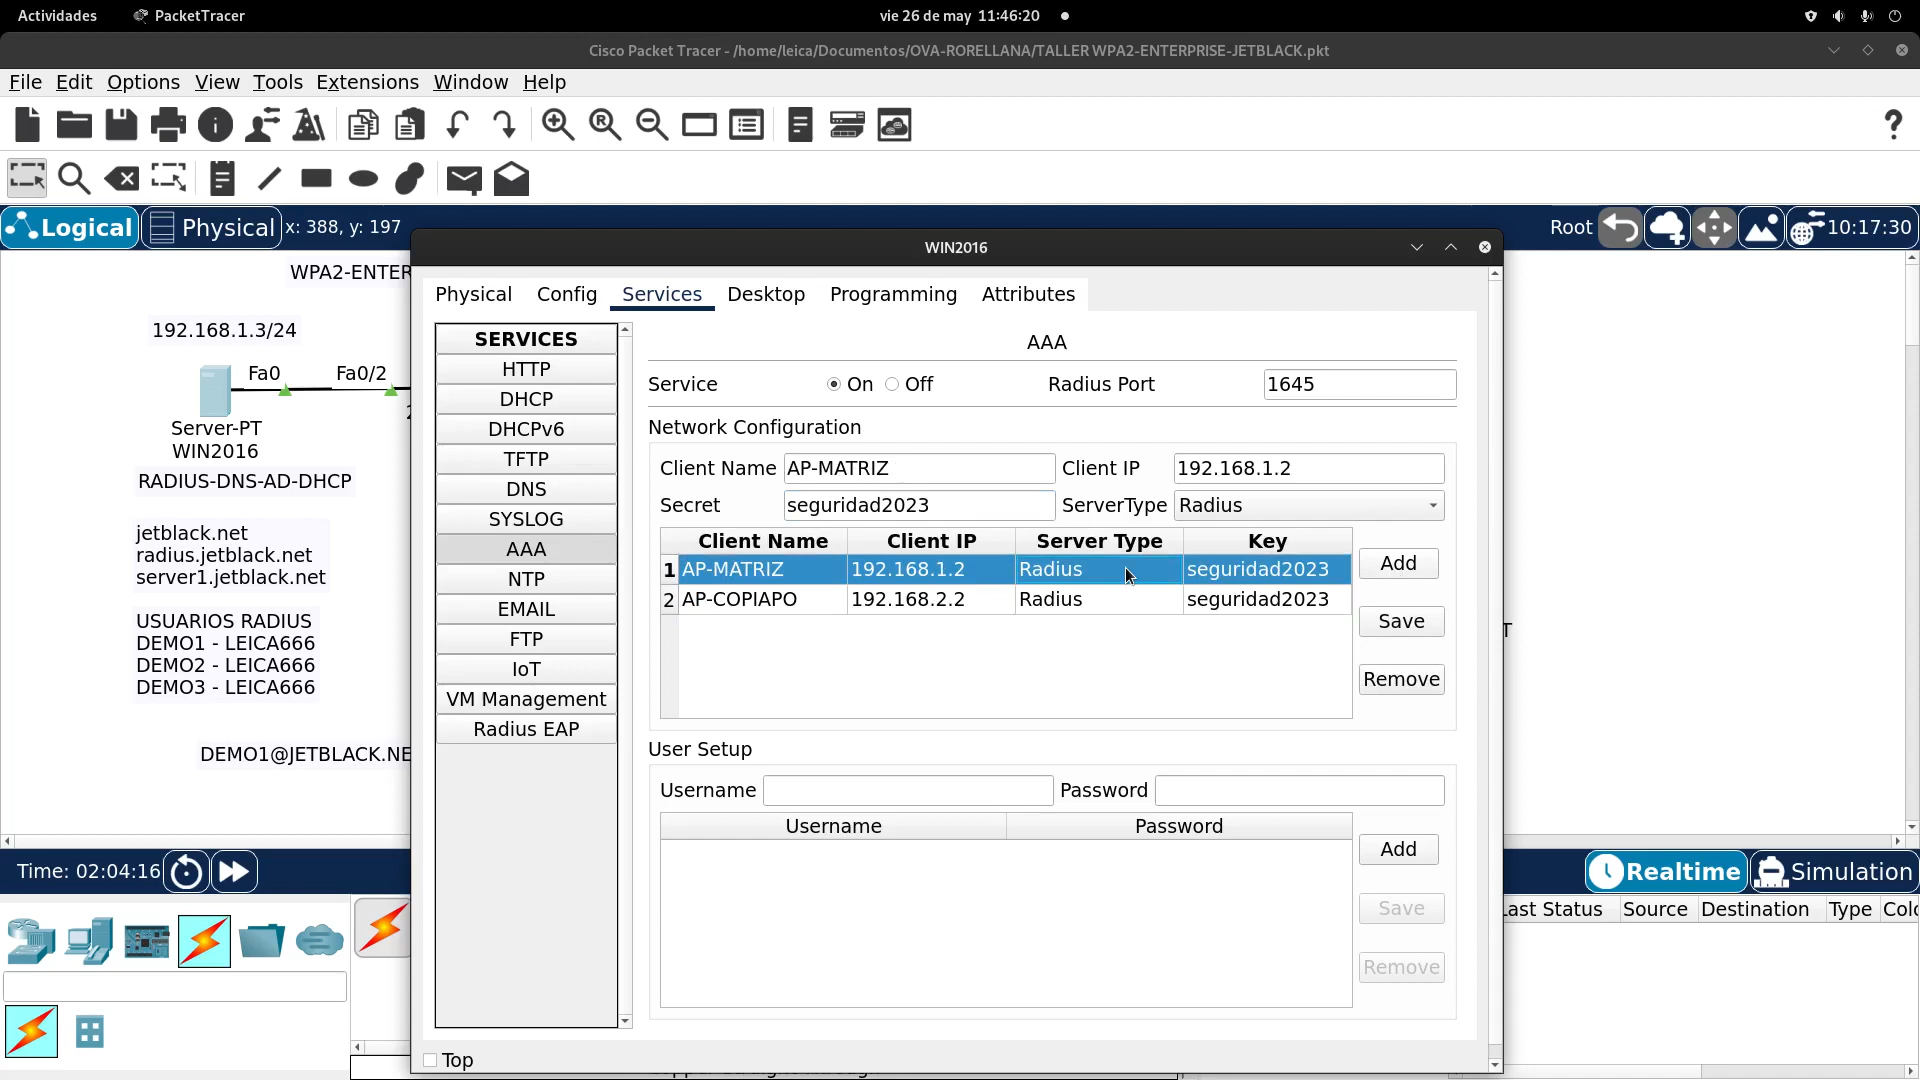 Actividades
PacketTracer
vie 26 de may 11:46:20
Cisco Packet Tracer - /home/leica/Documentos/OVA-RORELLANA/TALLER WPA2-ENTERPRISE-JETBLACK.pkt
File Edit Options View Tools Extensions Window Help
Logical
Physical
x: 388, y: 197
Root
10:17:30
WPA2-ENTER
192.168.1.3/24
Fa0
Fa0/2
Server-PT
WIN2016
RADIUS-DNS-AD-DHCP
jetblack.net
radius.jetblack.net
server1.jetblack.net
USUARIOS RADIUS
DEMO1 - LEICA666
DEMO2 - LEICA666
DEMO3 - LEICA666
DEMO1@JETBLACK.NE
WIN2016
Physical Config Services Desktop Programming Attributes
SERVICES
HTTP
DHCP
DHCPv6
TFTP
DNS
SYSLOG
AAA
NTP
EMAIL
FTP
IoT
VM Management
Radius EAP
AAA
Service On Off Radius Port 1645
Network Configuration
Client Name AP-MATRIZ Client IP 192.168.1.2
Secret seguridad2023 ServerType Radius
Client Name Client IP Server Type Key
1 AP-MATRIZ 192.168.1.2 Radius seguridad2023
2 AP-COPIAPO 192.168.2.2 Radius seguridad2023
Add
Save
Remove
User Setup
Username Password
Username Password
Add
Save
Remove
Top
T
Time: 02:04:16
Realtime
Simulation
Last Status Source Destination Type Colo